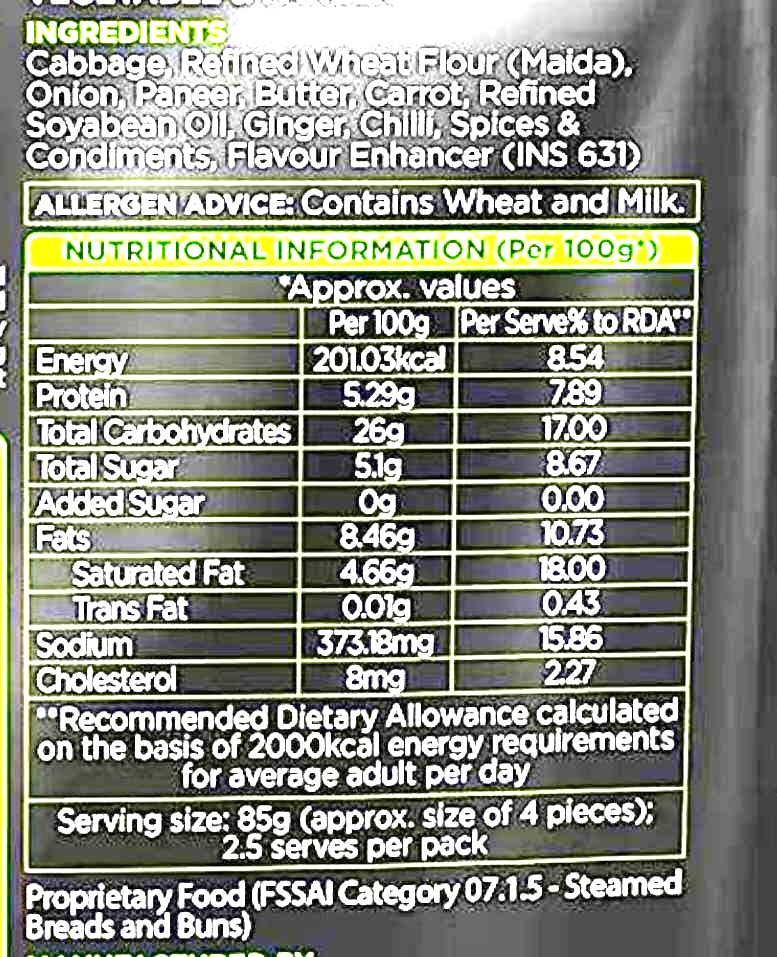 INGREDIENTS
Cabbage, Refined Wheat Flour (Maida),
Onion, Paneer, Butter, Carrot, Refined
Soyabean Oil, Ginger, Chilli, Spices &
Condiments, Flavour Enhancer (INS 631)
ALLERGEN ADVICE: Contains Wheat and Milk.
NUTRITIONAL INFORMATION (Per 100g*)
*Approx. values
Per 100g Per Serve% to RDA**
Energy 201.03kcal 8.54
Protein 5.29g 7.89
Total Carbohydrates 26g 17.00
Total Sugar 5.1g 8.67
Added Sugar 0g 0.00
Fats 8.46g 10.73
Saturated Fat 4.66g 18.00
Trans Fat 0.01g 0.43
Sodium 373.18mg 15.86
Cholesterol 8mg 2.27
**Recommended Dietary Allowance calculated
on the basis of 2000kcal energy requirements
for average adult per day
Serving size: 85g (approx. size of 4 pieces);
2.5 serves per pack
Proprietary Food (FSSAI Category 07.1.5 - Steamed
Breads and Buns)